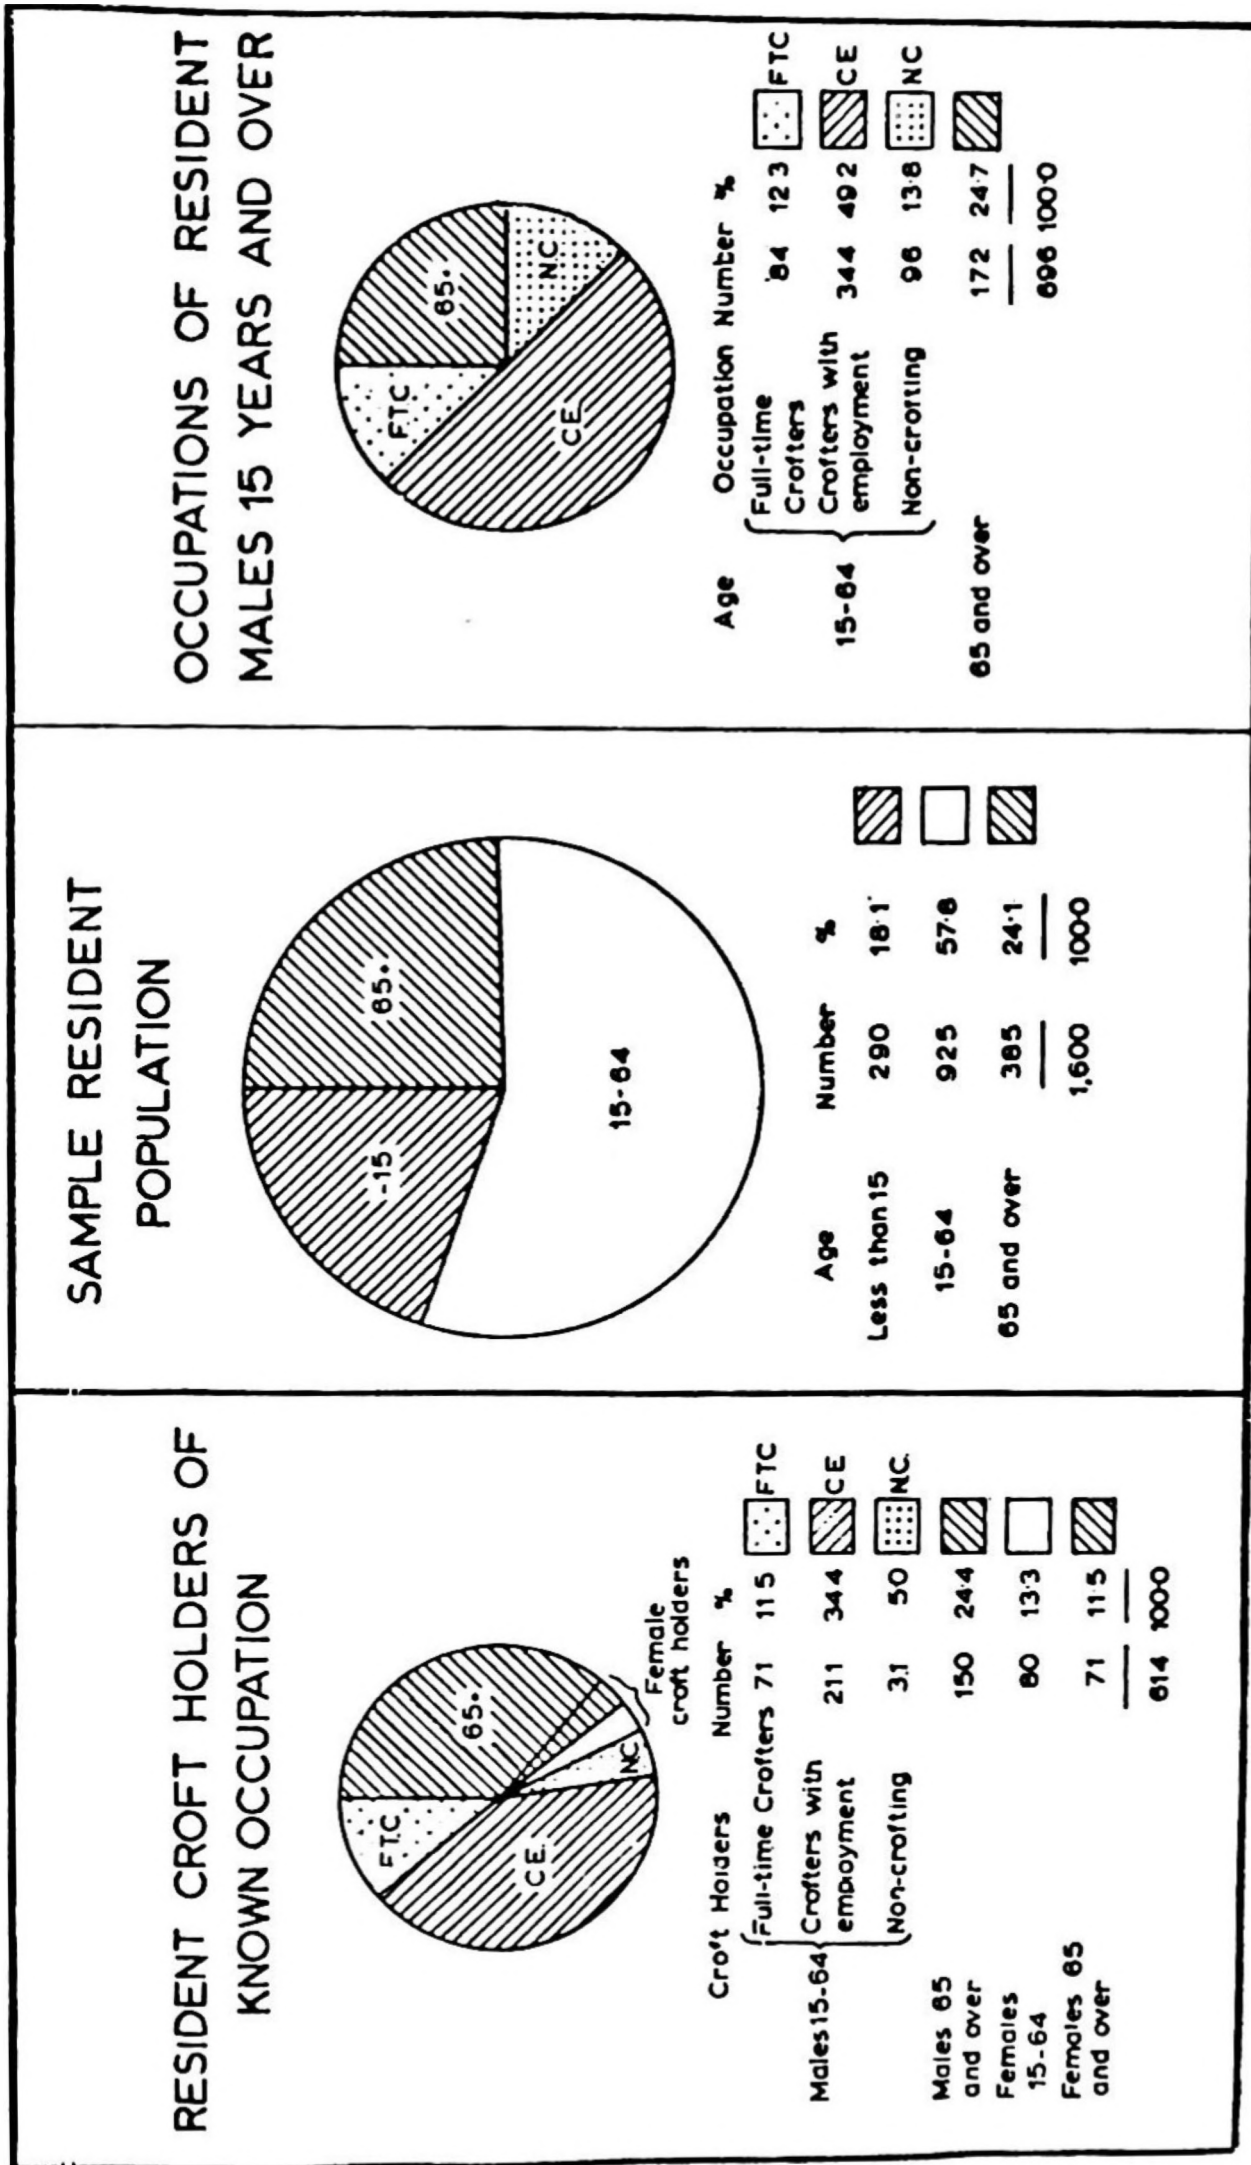 RESIDENT CROFT HOLDERS OF
KNOWN OCCUPATION
FTC
65+
CE.
NC
Female
croft holders
Croft Holders Number %
Males 15-64
Full-time Crofters 71 11 5 FTC
Crofters with
employment 211 34 4 CE
Non-crofting 3.1 50 NC.
Males 65
and over 150 24·4
Females
15-64 80 13·3
Females 65
and over 71 11·5
614 100·0
SAMPLE RESIDENT
POPULATION
-15
65+
15-64
Age Number %
Less than 15 290 18·1
15-64 925 57·8
65 and over 385 24·1
1,600 100·0
OCCUPATIONS OF RESIDENT
MALES 15 YEARS AND OVER
FTC
65+
CE.
N.C
Age Occupation Number %
15-64
Full-time
Crofters 84 12 3 FTC
Crofters with
employment 344 49 2 CE
Non-crofting 96 13·8 NC
65 and over 172 24·7
696 100·0